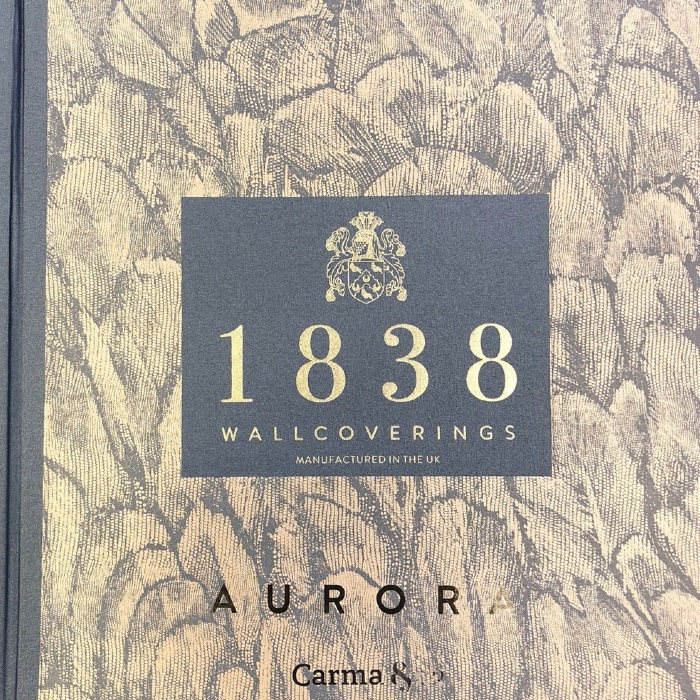 1838
WALLCOVERINGS
MANUFACTURED IN THE UK
AURORA
Carma &